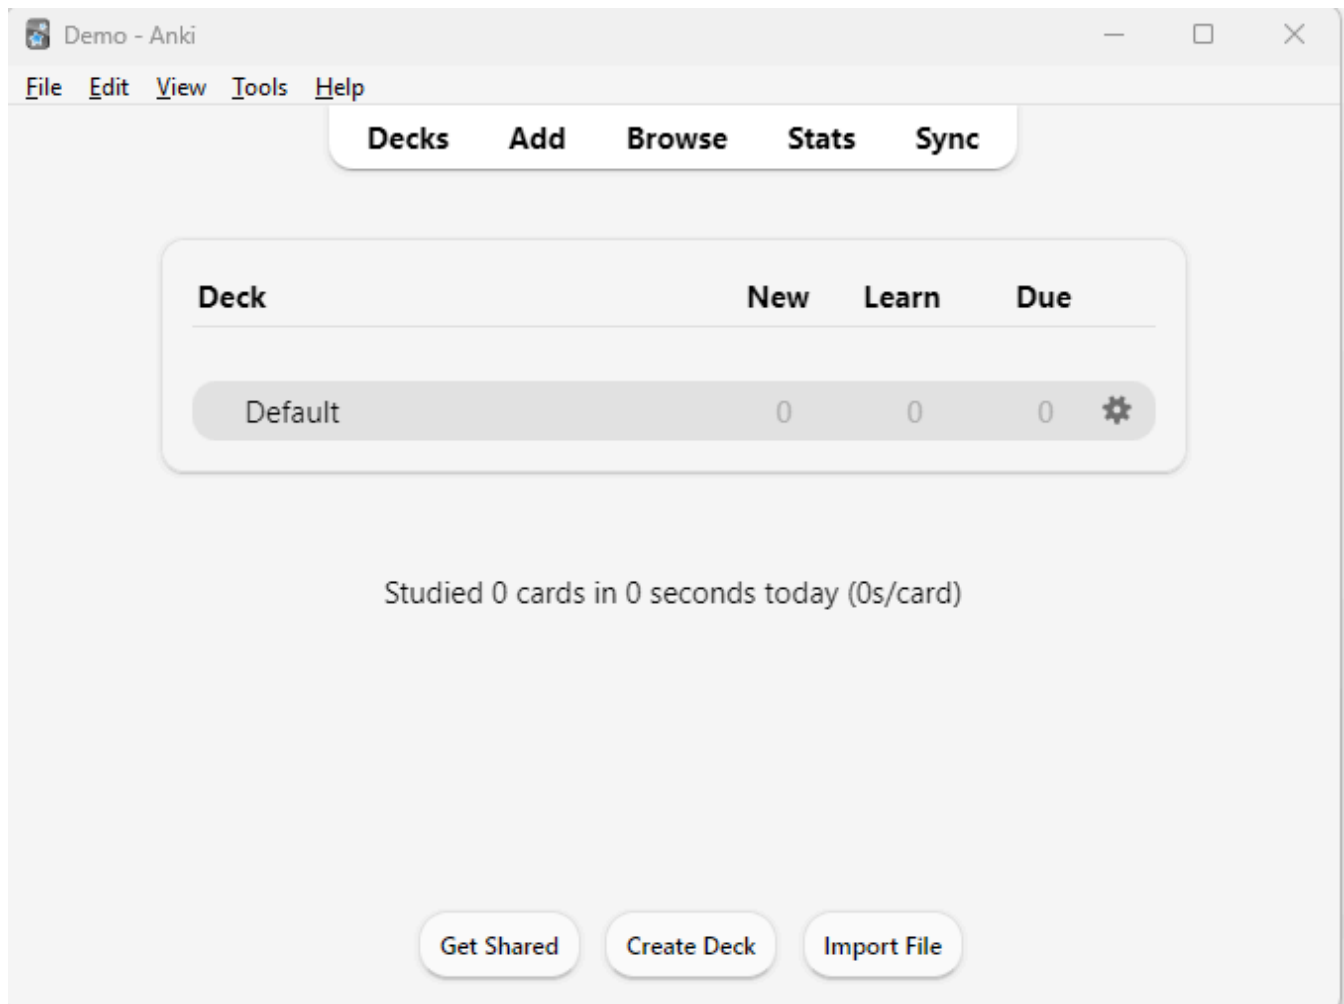 Demo - Anki
File Edit View Tools Help
Decks Add Browse Stats Sync
Deck New Learn Due
Default 0 0 0
Studied 0 cards in 0 seconds today (0s/card)
Get Shared Create Deck Import File